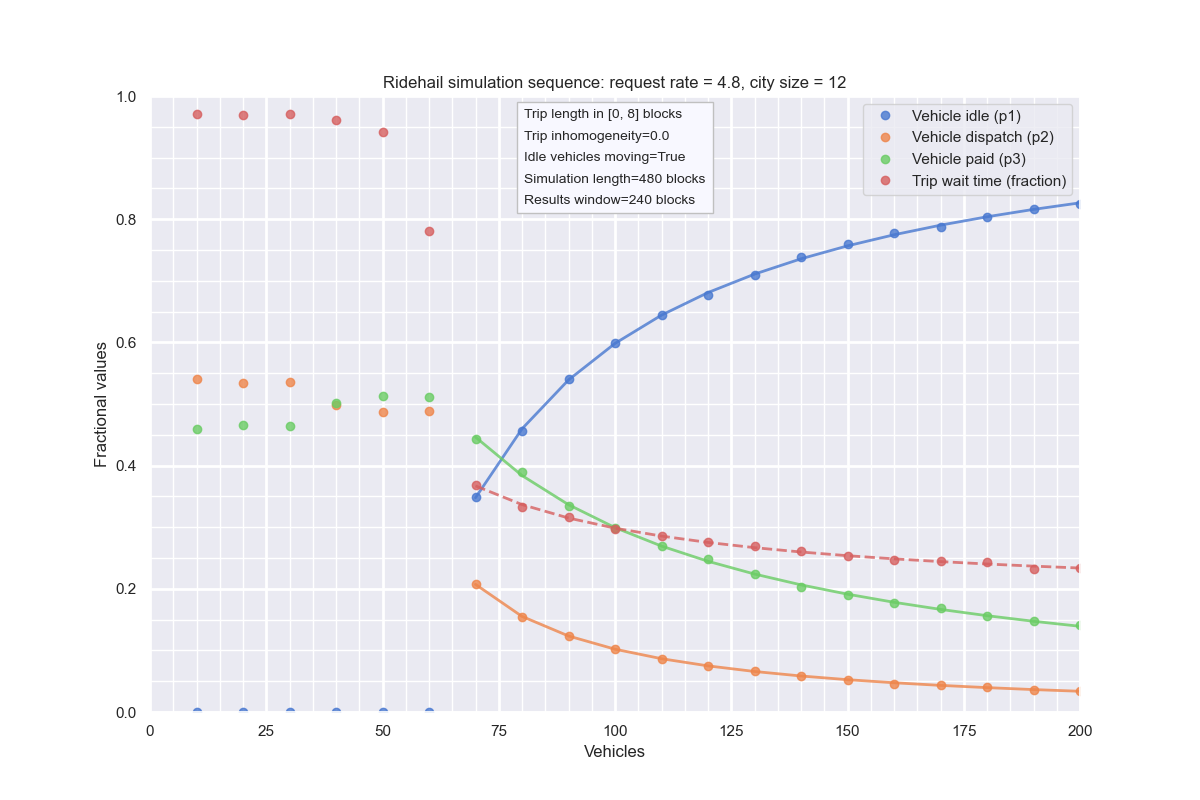 Ridehail simulation sequence: request rate = 4.8, city size = 12
1.0
0.8
0.6
0.4
0.2
0.0
Fractional values
Trip length in [0, 8] blocks
Trip inhomogeneity=0.0
Idle vehicles moving=True
Simulation length=480 blocks
Results window=240 blocks
Vehicle idle (p1)
Vehicle dispatch (p2)
Vehicle paid (p3)
Trip wait time (fraction)
0 25 50 75 100 125 150 175 200
Vehicles